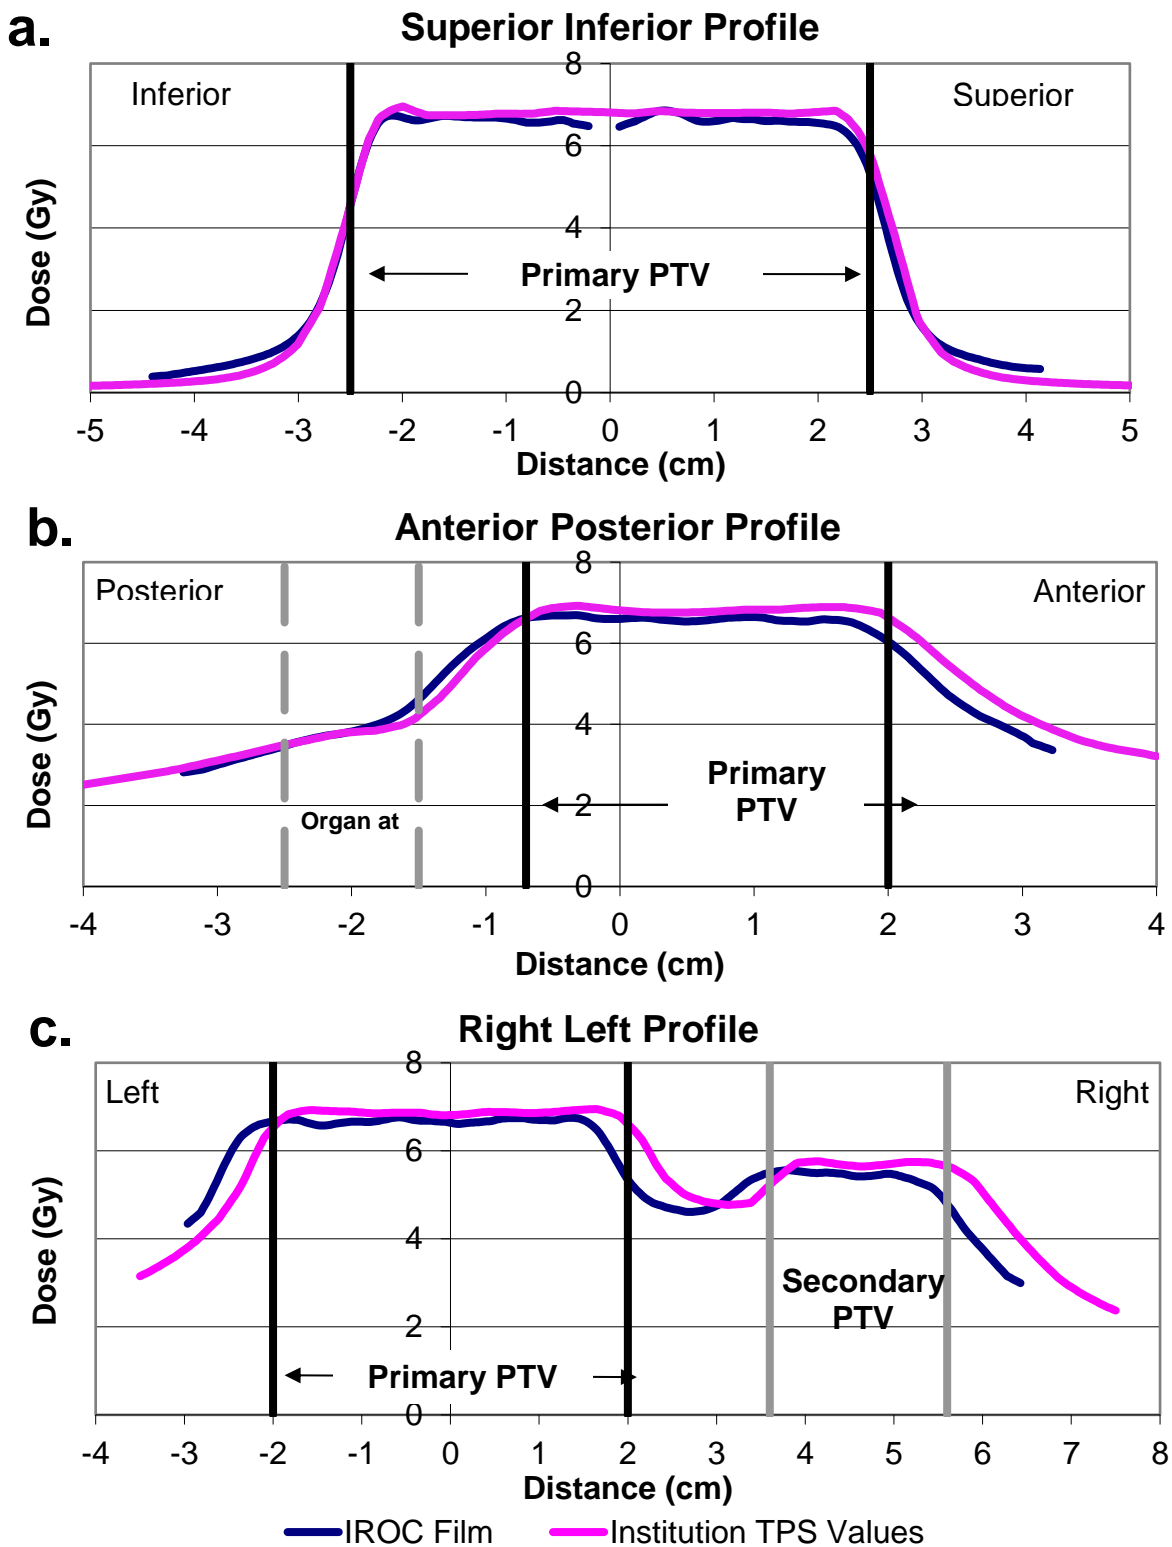 a.
Superior Inferior Profile
Inferior
Superior
Dose (Gy)
8
6
4
2
0
Primary PTV
-5 -4 -3 -2 -1 0 1 2 3 4 5
Distance (cm)
b.
Anterior Posterior Profile
Posterior
Anterior
Dose (Gy)
8
6
4
2
0
Primary
PTV
Organ at
-4 -3 -2 -1 0 1 2 3 4
Distance (cm)
c.
Right Left Profile
Left
Right
Dose (Gy)
8
6
4
2
0
Secondary
PTV
Primary PTV
-4 -3 -2 -1 0 1 2 3 4 5 6 7 8
Distance (cm)
IROC Film Institution TPS Values